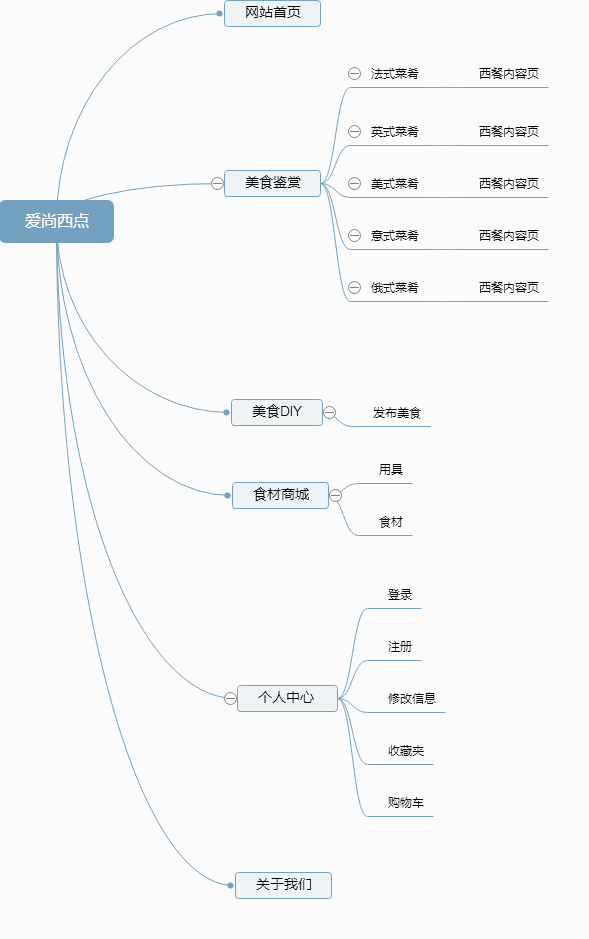 网站首页
法式菜肴 西餐内容页
英式菜肴 西餐内容页
美食鉴赏
美式菜肴 西餐内容页
爱尚西点
意式菜肴 西餐内容页
俄式菜肴 西餐内容页
美食DIY
发布美食
用具
食材商城
食材
登录
注册
个人中心
修改信息
收藏夹
购物车
关于我们